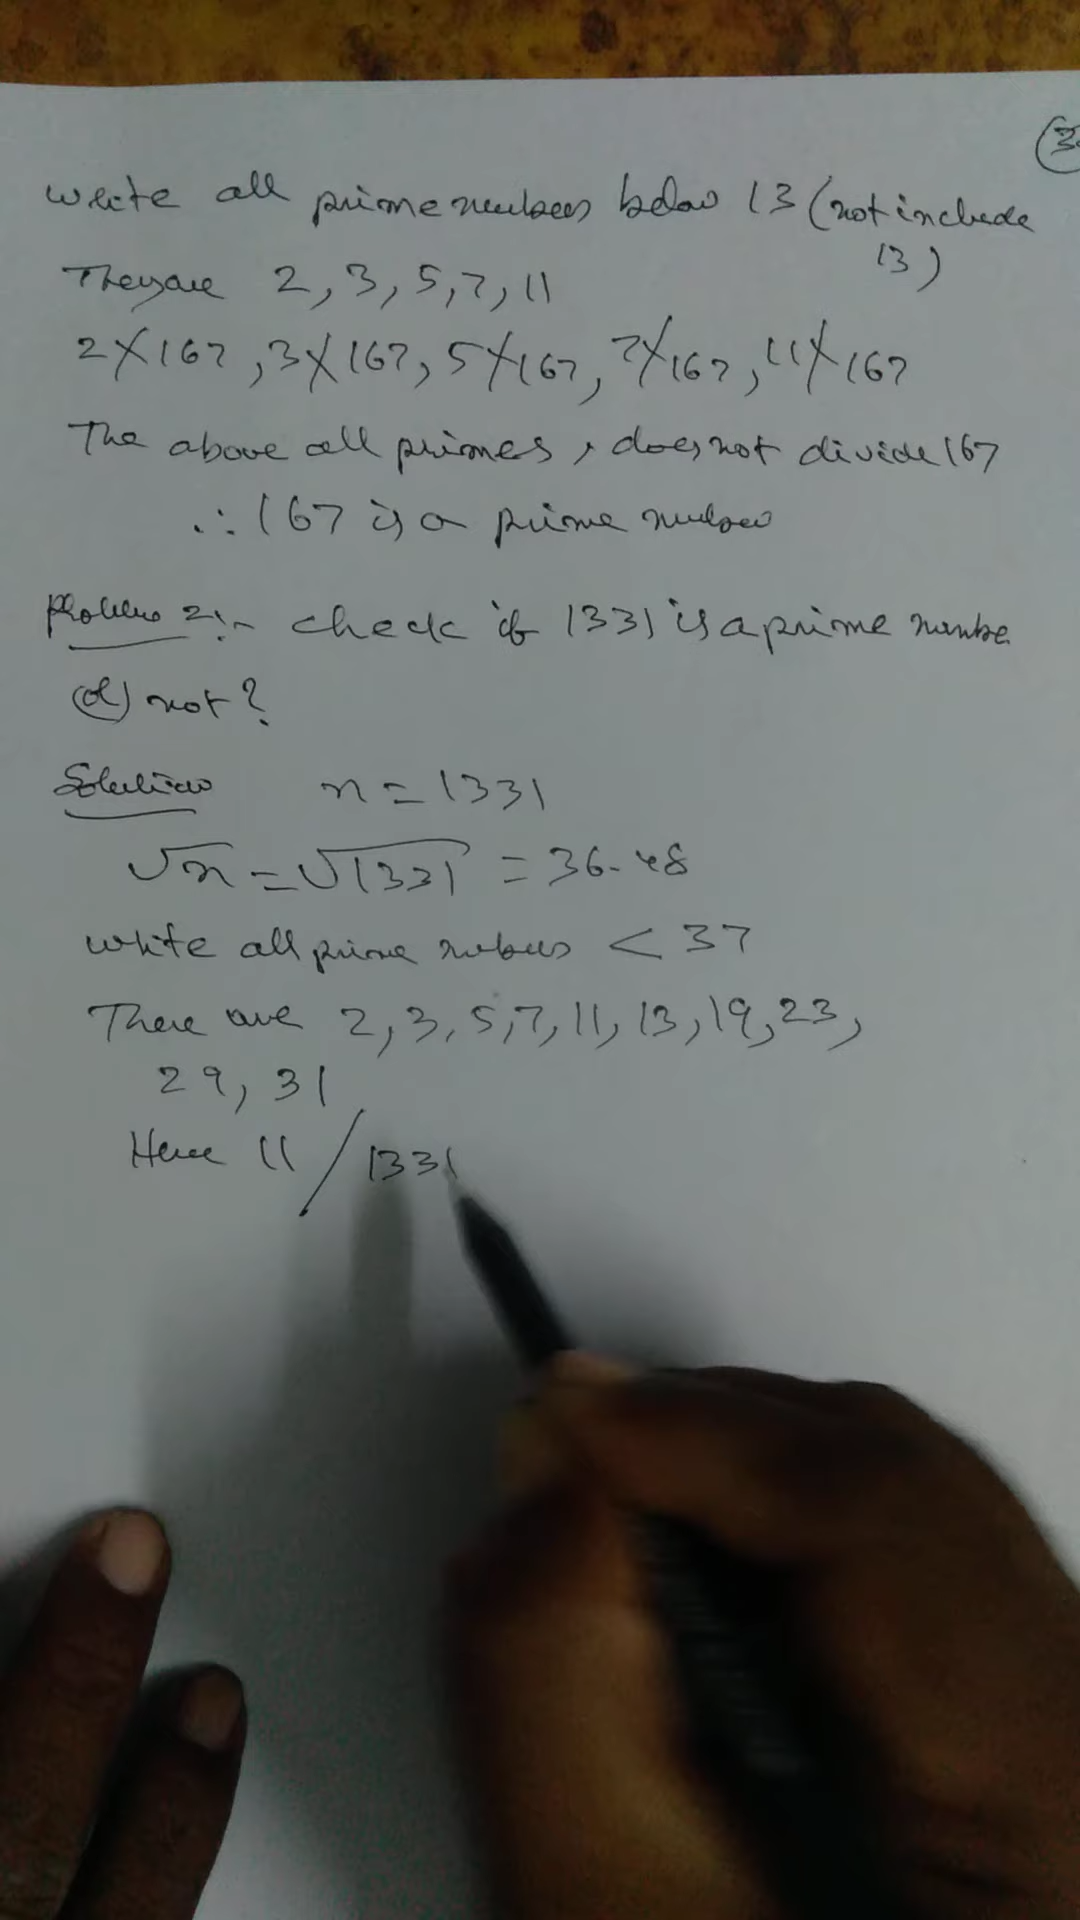 (3
write all prime numbers below 13 (not include
13)
They are 2, 3, 5, 7, 11
2∤167, 3∤167, 5∤167, 7∤167, 11∤167
The above all primes, does not divide 167
∴ 167 is a prime number
Problem 2:- check if 1331 is a prime numbe
(or) not?
Solution n = 1331
√n = √1331 = 36.48
write all prime nubers < 37
There are 2, 3, 5, 7, 11, 13, 19, 23,
29, 31
Here 11 / 1331